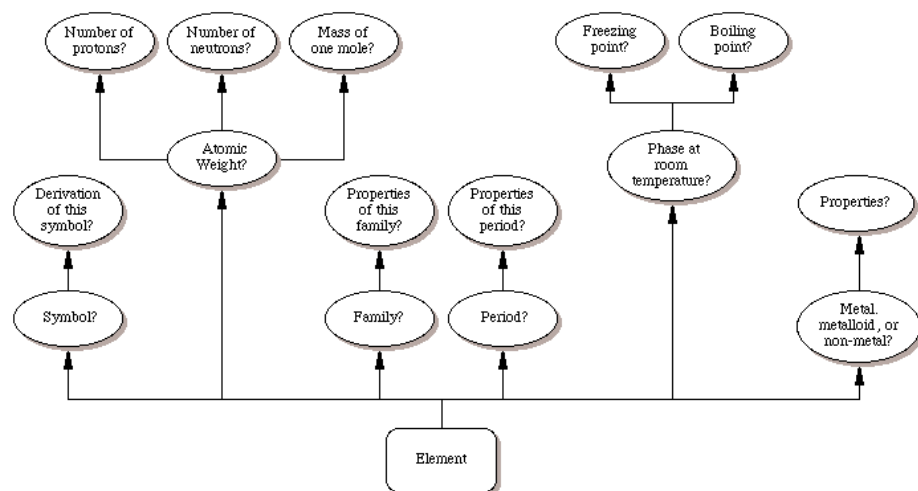 Number of
protons?
Number of
neutrons?
Mass of
one mole?
Freezing
point?
Boiling
point?
Atomic
Weight?
Phase at
room
temperature?
Derivation
of this
symbol?
Properties
of this
family?
Properties
of this
period?
Properties?
Symbol?
Family?
Period?
Metal.
metalloid, or
non-metal?
Element